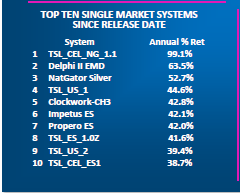 TOP TEN SINGLE MARKET SYSTEMS
SINCE RELEASE DATE
System Annual % Ret
1 TSL_CEL_NG_1.1 99.1%
2 Delphi II EMD 63.5%
3 NatGator Silver 52.7%
4 TSL_US_1 44.6%
5 Clockwork-CH3 42.8%
6 Impetus ES 42.1%
7 Propero ES 42.0%
8 TSL_ES_1.0Z 41.6%
9 TSL_US_2 39.4%
10 TSL_CEL_ES1 38.7%